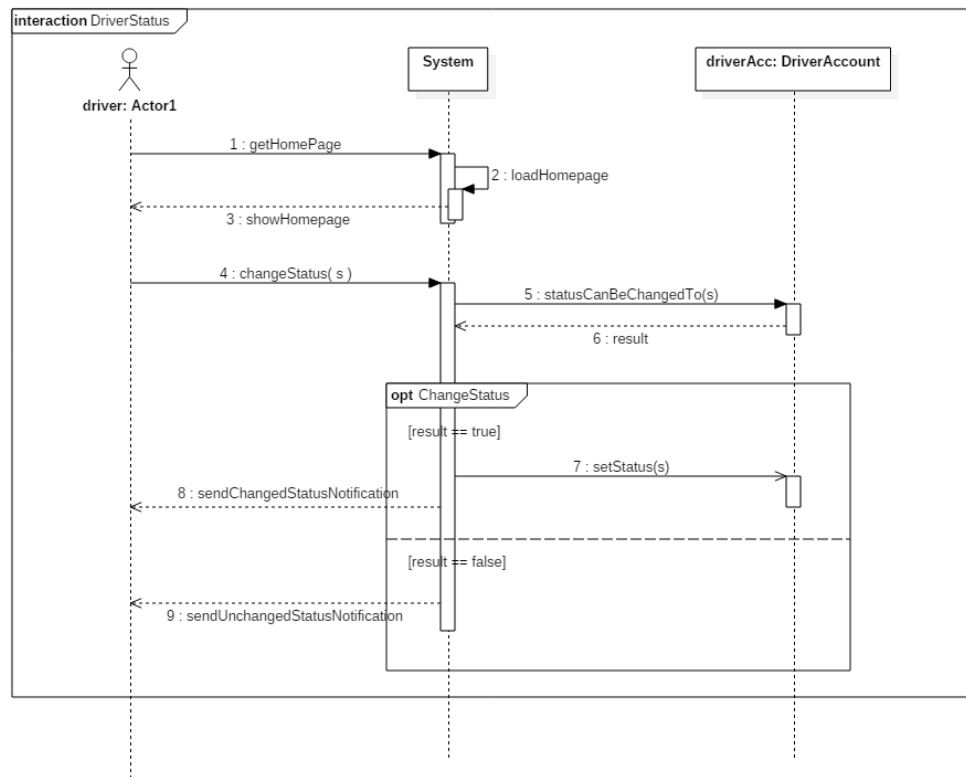 interaction DriverStatus
driver: Actor1
System
driverAcc: DriverAccount
1 : getHomePage
2 : loadHomepage
3 : showHomepage
4 : changeStatus( s )
5 : statusCanBeChangedTo(s)
6 : result
opt ChangeStatus
[result == true]
7 : setStatus(s)
8 : sendChangedStatusNotification
[result == false]
9 : sendUnchangedStatusNotification